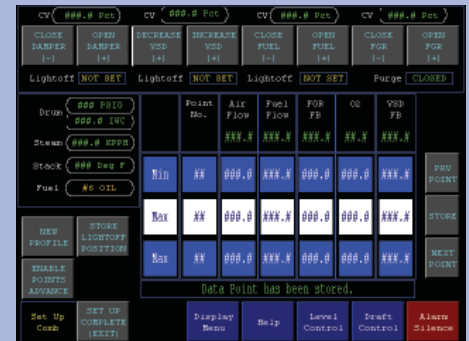 CV ###.# Pct CV ###.# Pct CV ###.# Pct CV ###.# Pct
CLOSE DAMPER [-]
OPEN DAMPER [+]
DECREASE VSD [-]
INCREASE VSD [+]
CLOSE FUEL [-]
OPEN FUEL [+]
CLOSE FGR [-]
OPEN FGR [+]
Lightoff NOT SET Lightoff NOT SET Lightoff NOT SET Purge CLOSED
Drum ### PSIG
###.# IWC
Steam ###.# KPPH
Stack ### Deg F
Fuel #6 OIL
Point No. Air Flow Fuel Flow FGR FB O2 VSD FB
###.# ###.# ###.# ###.# ###.#
Min ## ###.# ###.# ###.# ###.# ###.#
Max ## ###.# ###.# ###.# ###.# ###.#
Max ## ###.# ###.# ###.# ###.# ###.#
PRV POINT
STORE
NEXT POINT
NEW PROFILE
STORE LIGHTOFF POSITION
ENABLE POINTS ADVANCE
Data Point has been stored.
Set Up Comb
SET UP COMPLETE [EXIT]
Display Menu
Help
Level Control
Draft Control
Alarm Silence